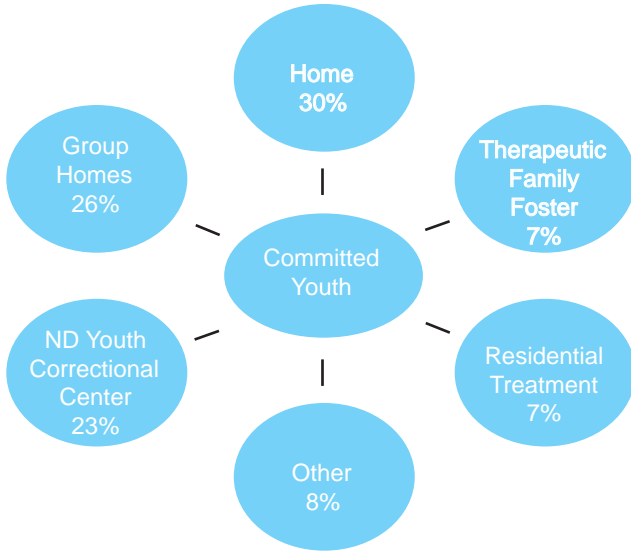 Home
30%
Therapeutic
Family
Foster
7%
Residential
Treatment
7%
Other
8%
ND Youth
Correctional
Center
23%
Group
Homes
26%
Committed
Youth